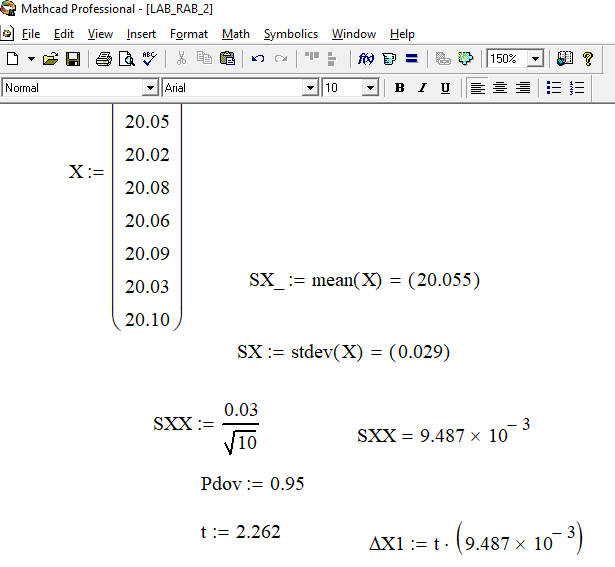 Mathcad Professional - [LAB_RAB_2]
File Edit View Insert Format Math Symbolics Window Help
f(x) 150% ?
Normal Arial 10 B I U
20.05
20.02
X := 20.08
20.06
20.09
20.03
20.10
SX_ := mean(X) = (20.055)
SX := stdev(X) = (0.029)
SXX := 0.03 / √10 SXX = 9.487 × 10^-3
Pdov := 0.95
t := 2.262 ΔX1 := t · (9.487 × 10^-3)